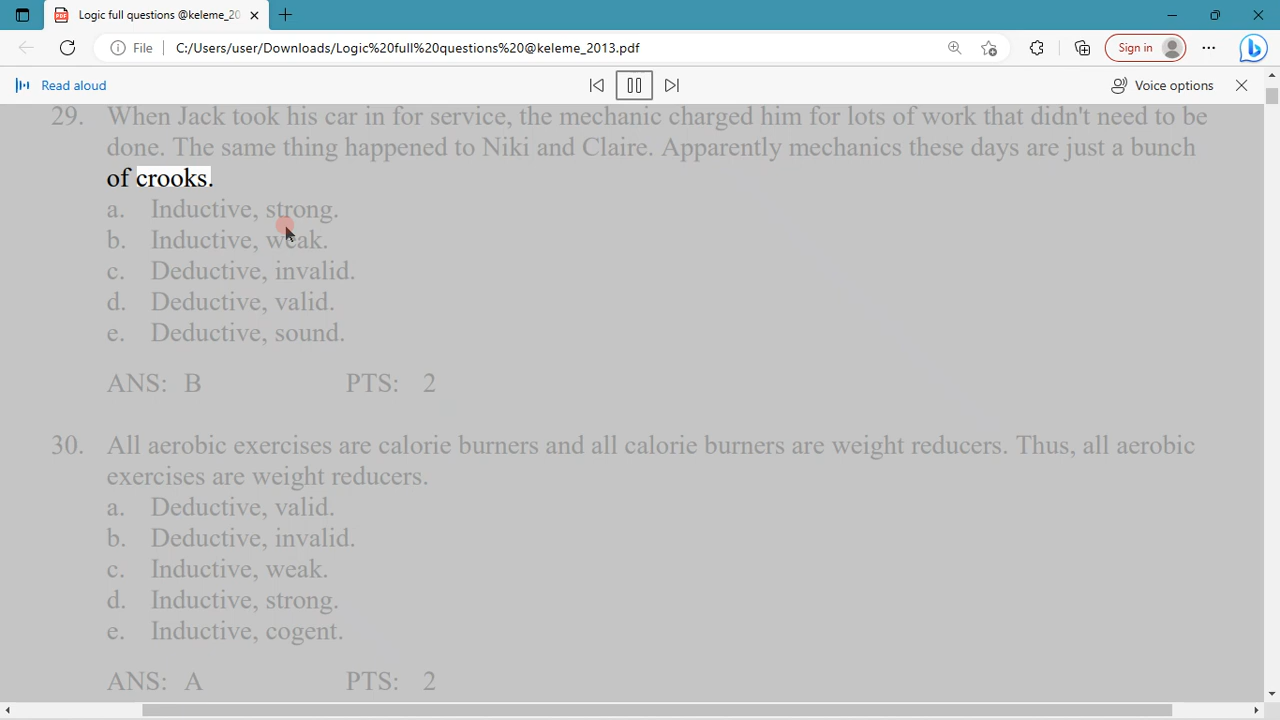 Logic full questions @keleme_20
File C:/Users/user/Downloads/Logic%20full%20questions%20@keleme_2013.pdf Sign in
Read aloud Voice options
29. When Jack took his car in for service, the mechanic charged him for lots of work that didn't need to be
done. The same thing happened to Niki and Claire. Apparently mechanics these days are just a bunch
of crooks.
a. Inductive, strong.
b. Inductive, weak.
c. Deductive, invalid.
d. Deductive, valid.
e. Deductive, sound.
ANS: B PTS: 2
30. All aerobic exercises are calorie burners and all calorie burners are weight reducers. Thus, all aerobic
exercises are weight reducers.
a. Deductive, valid.
b. Deductive, invalid.
c. Inductive, weak.
d. Inductive, strong.
e. Inductive, cogent.
ANS: A PTS: 2